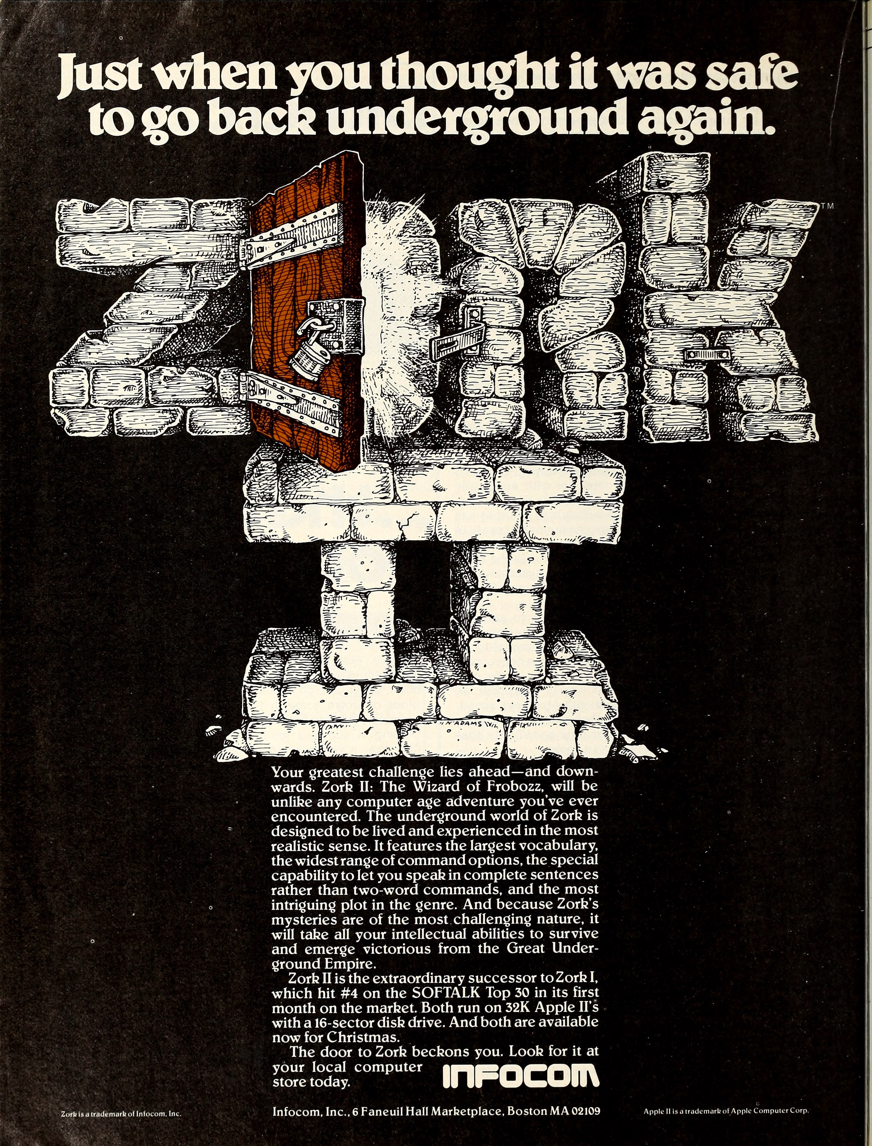 Just when you thought it was safe
to go back underground again.
ZORK
TM
II
Your greatest challenge lies ahead—and down-
wards. Zork II: The Wizard of Frobozz, will be
unlike any computer age adventure you've ever
encountered. The underground world of Zork is
designed to be lived and experienced in the most
realistic sense. It features the largest vocabulary,
the widest range of command options, the special
capability to let you speak in complete sentences
rather than two-word commands, and the most
intriguing plot in the genre. And because Zork's
mysteries are of the most challenging nature, it
will take all your intellectual abilities to survive
and emerge victorious from the Great Under-
ground Empire.
Zork II is the extraordinary successor to Zork I,
which hit #4 on the SOFTALK Top 30 in its first
month on the market. Both run on 32K Apple II's
with a 16-sector disk drive. And both are available
now for Christmas.
The door to Zork beckons you. Look for it at
your local computer
store today.
INFOCOM
Zork is a trademark of Infocom, Inc.
Infocom, Inc., 6 Faneuil Hall Marketplace, Boston MA 02109
Apple II is a trademark of Apple Computer Corp.